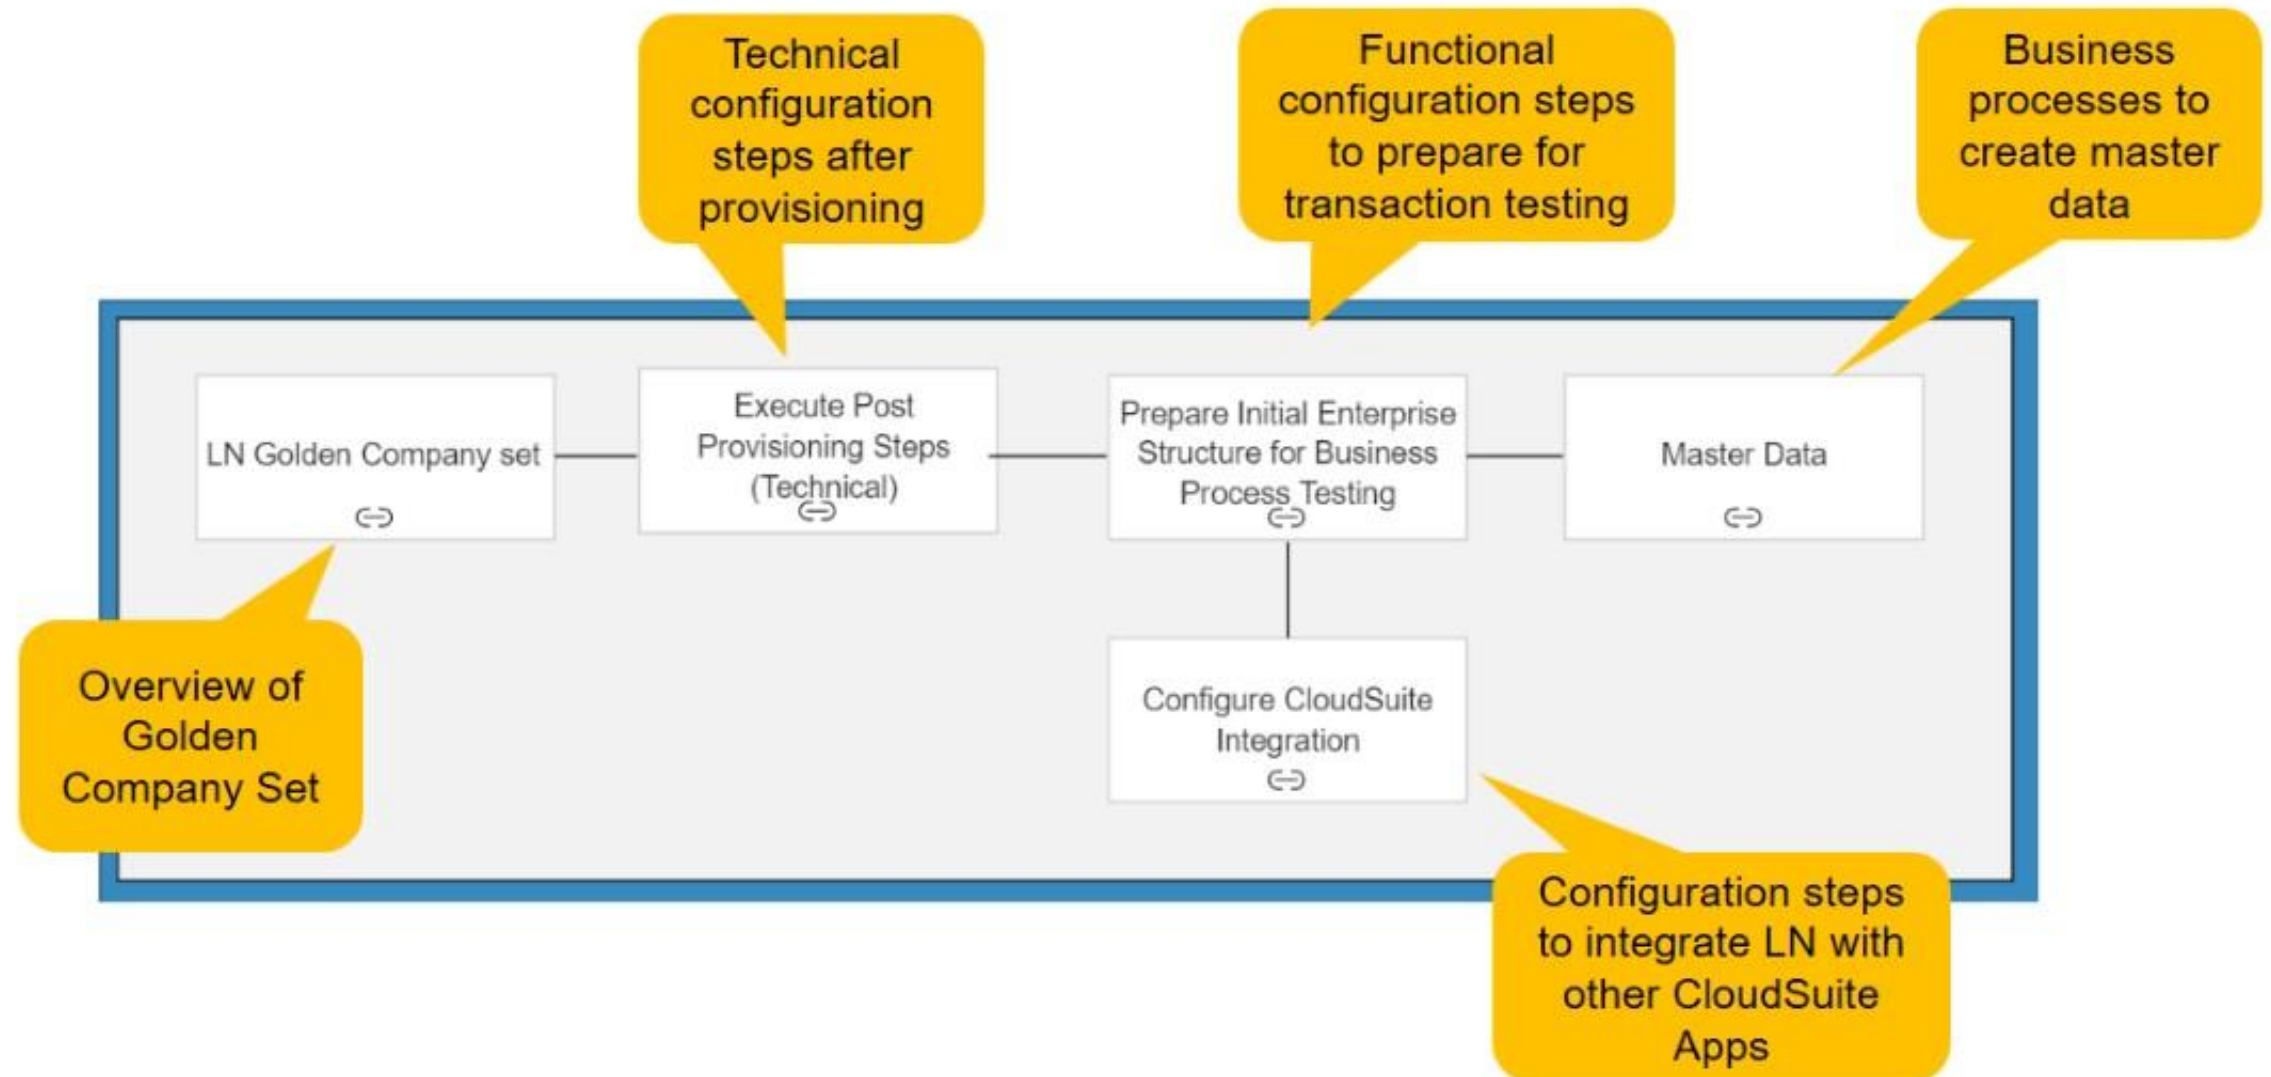 Technical
configuration
steps after
provisioning
Functional
configuration steps
to prepare for
transaction testing
Business
processes to
create master
data
LN Golden Company set
Execute Post
Provisioning Steps
(Technical)
Prepare Initial Enterprise
Structure for Business
Process Testing
Master Data
Overview of
Golden
Company Set
Configure CloudSuite
Integration
Configuration steps
to integrate LN with
other CloudSuite
Apps